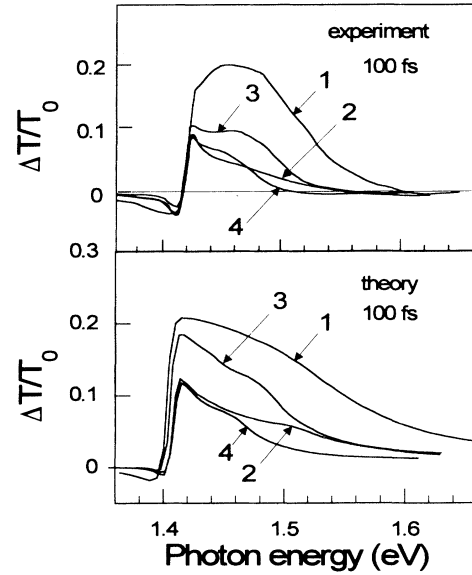 experiment
100 fs
0.2
1
3
2
0.1
ΔT/T0
0
4
0.3
theory
100 fs
3
1
0.2
ΔT/T0
0.1
4
2
0
1.4
1.5
1.6
Photon energy (eV)